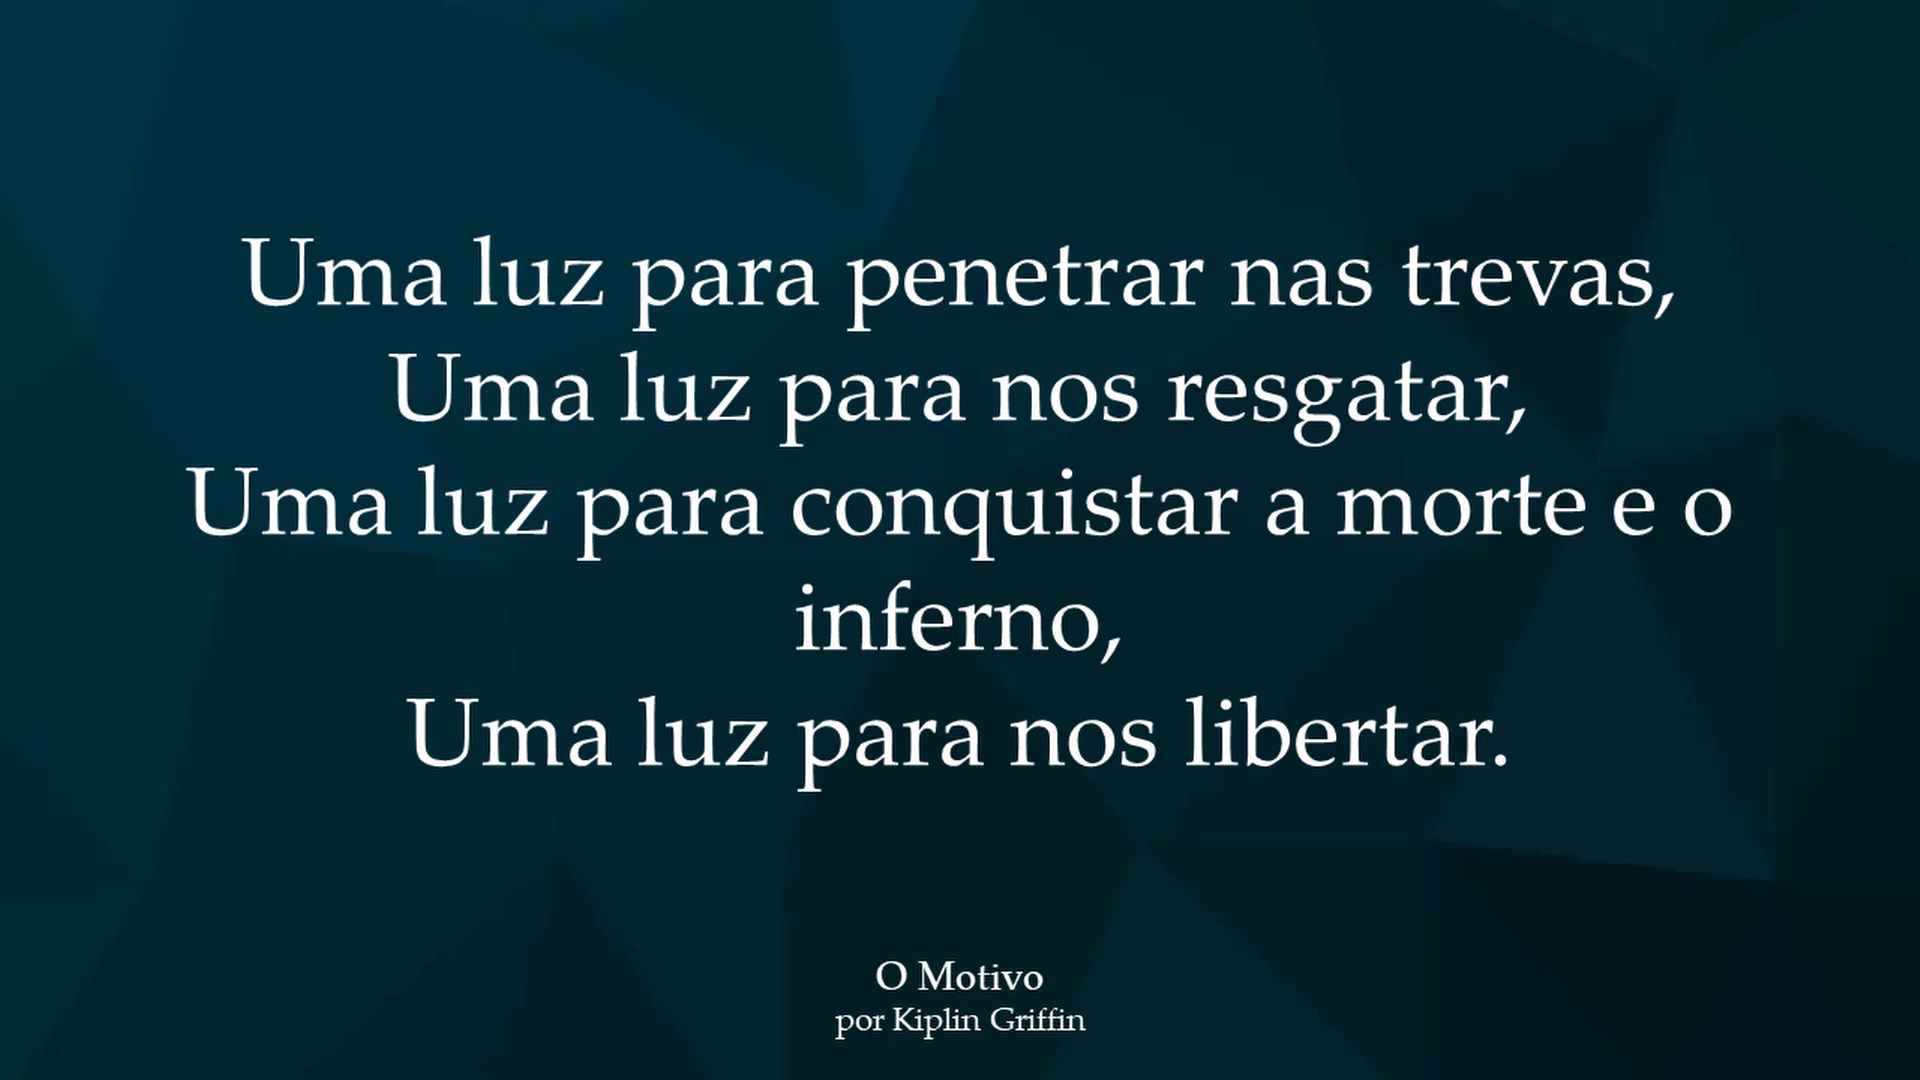 Uma luz para penetrar nas trevas,
Uma luz para nos resgatar,
Uma luz para conquistar a morte e o
inferno,
Uma luz para nos libertar.
O Motivo
por Kiplin Griffin